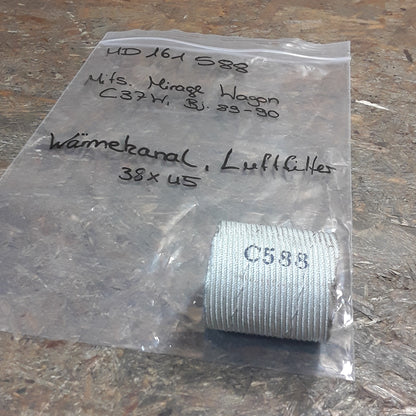 MD 161 588
Mits. Mirage Wagon
C37W, Bj. 89-90
Wärmekanal, Luftfilter
38x45
C588